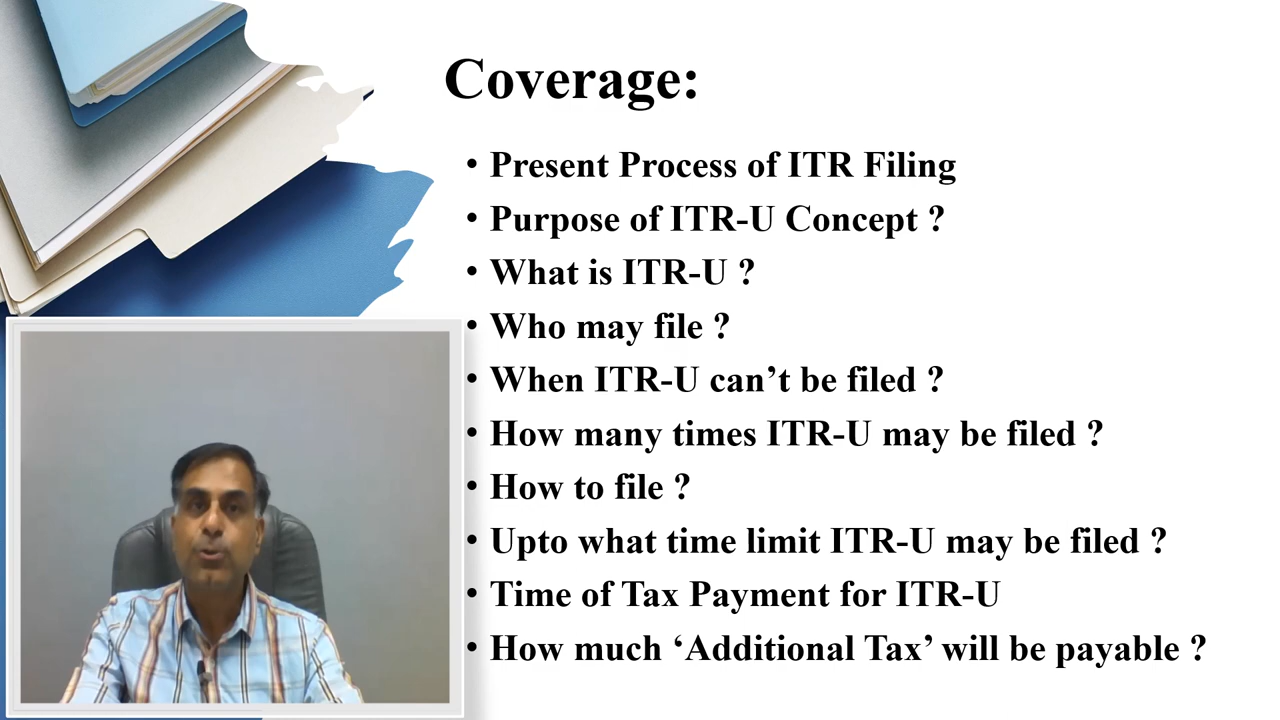 Coverage:
• Present Process of ITR Filing
• Purpose of ITR-U Concept ?
• What is ITR-U ?
• Who may file ?
• When ITR-U can’t be filed ?
• How many times ITR-U may be filed ?
• How to file ?
• Upto what time limit ITR-U may be filed ?
• Time of Tax Payment for ITR-U
• How much ‘Additional Tax’ will be payable ?